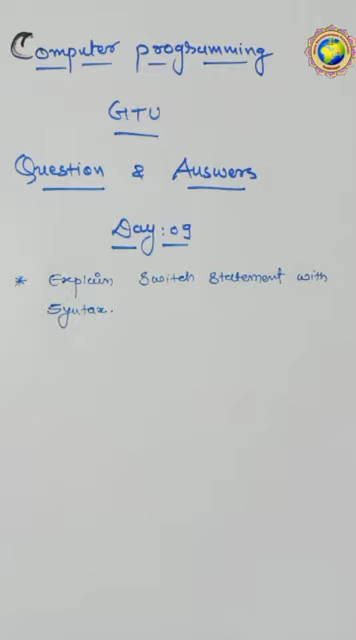 Computer programming
GTU
Question & Answers
Day: 09
* Explain Switch Statement with
Syntax.